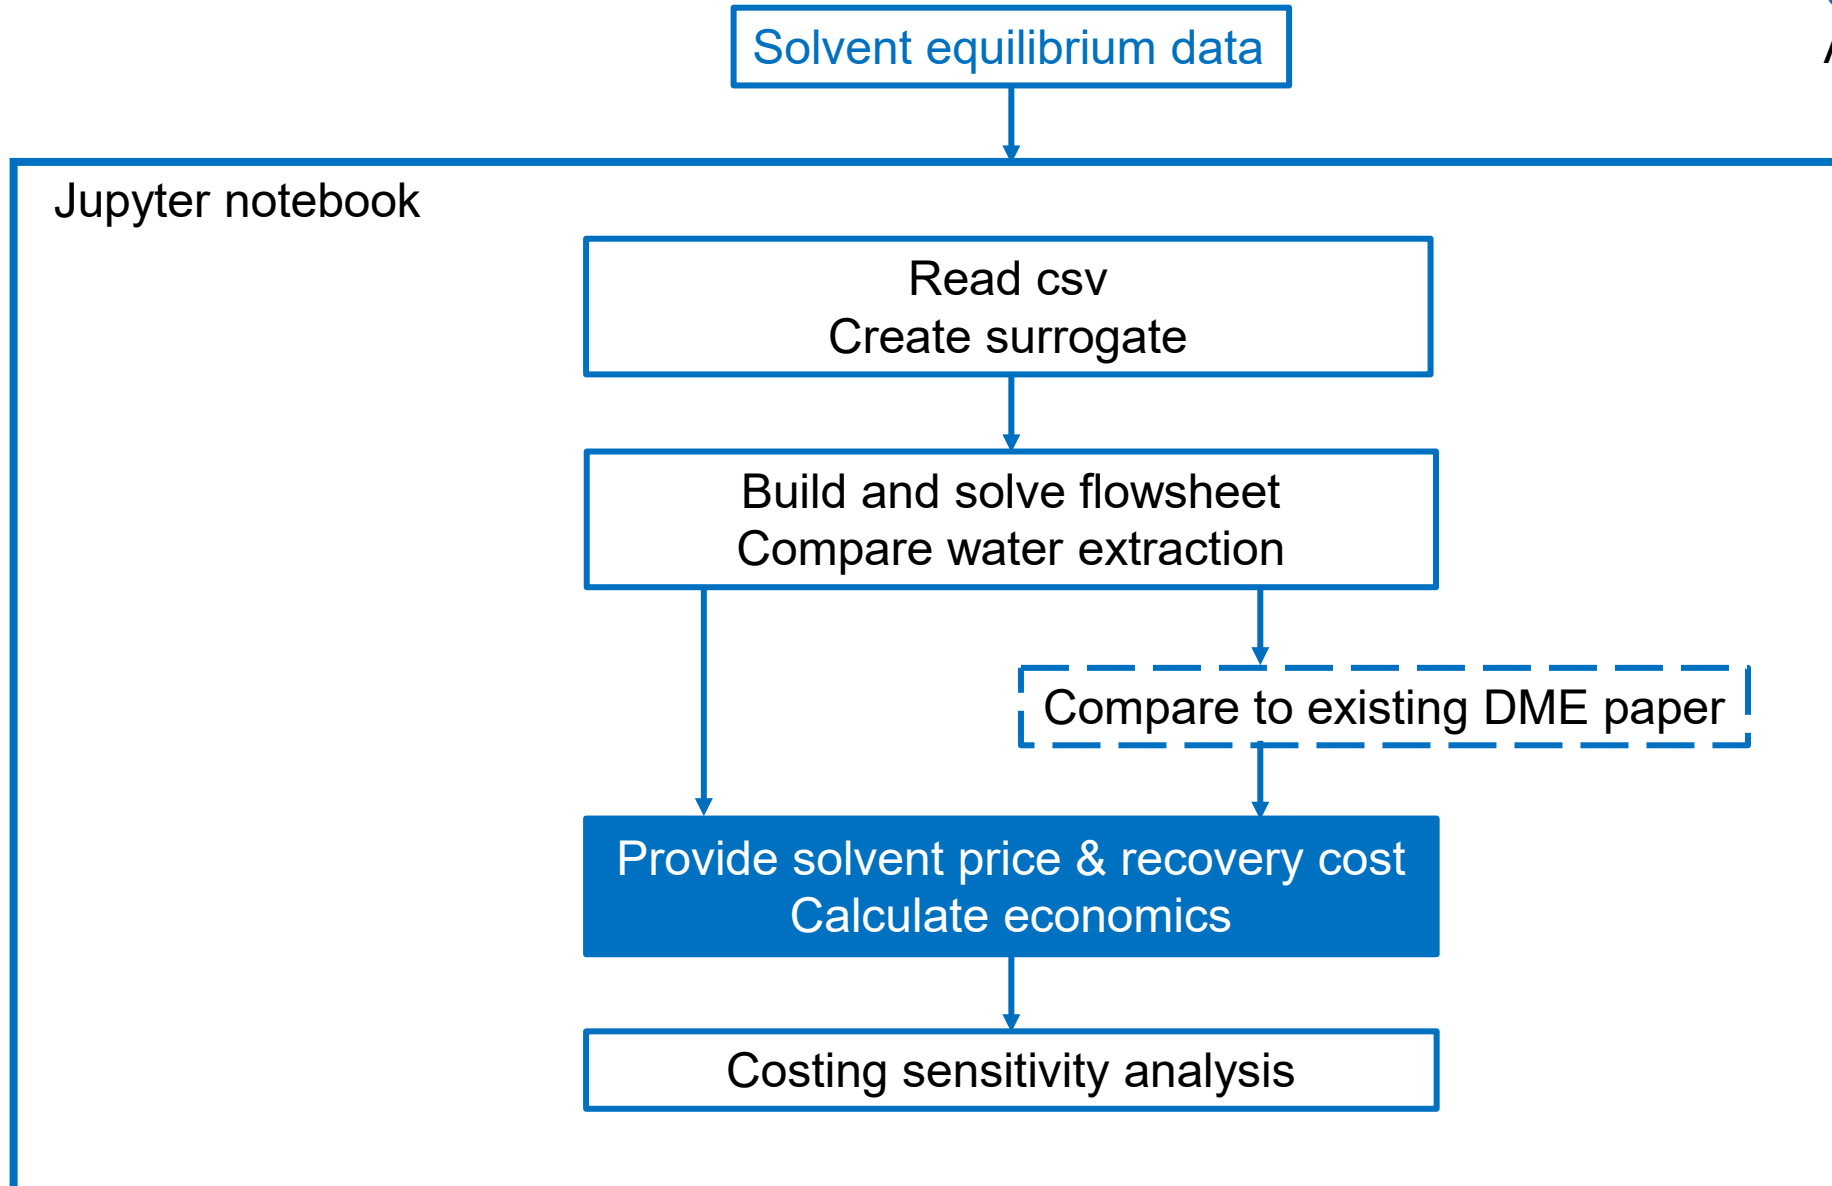 Solvent equilibrium data
Jupyter notebook
Read csv
Create surrogate
Build and solve flowsheet
Compare water extraction
Compare to existing DME paper
Provide solvent price & recovery cost
Calculate economics
Costing sensitivity analysis